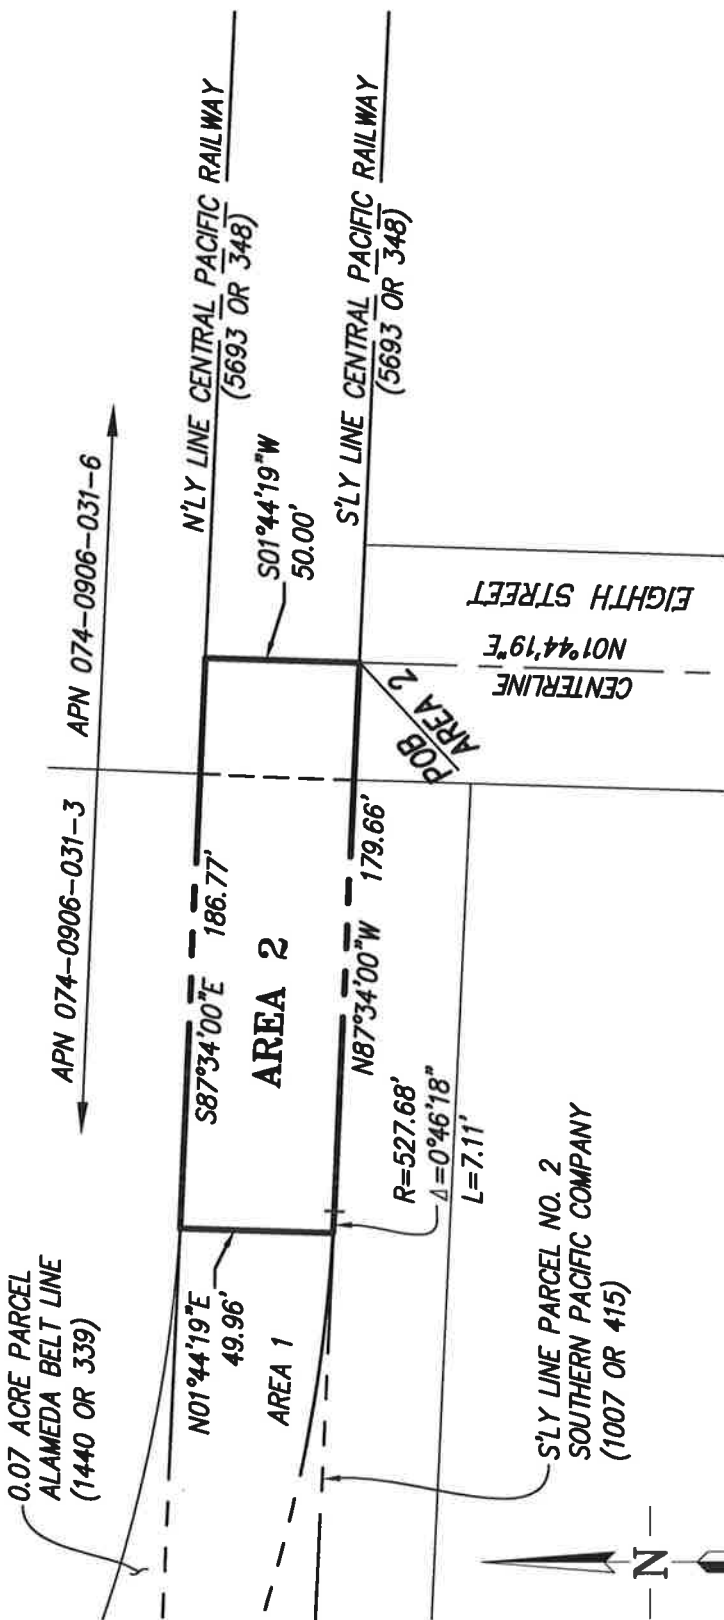 0.07 ACRE PARCEL
ALAMEDA BELT LINE
(1440 OR 339)
APN 074-0906-031-3
APN 074-0906-031-6
N'LY LINE CENTRAL PACIFIC RAILWAY
(5693 OR 348)
S87°34'00"E
186.77'
S01°44'19"W
50.00'
N01°44'19"E
49.96'
AREA 1
AREA 2
S'LY LINE CENTRAL PACIFIC RAILWAY
(5693 OR 348)
N87°34'00"W
179.66'
POB
AREA 2
R=527.68'
Δ=0°46'18"
L=7.11'
CENTERLINE
N01°44'19"E
EIGHTH STREET
S'LY LINE PARCEL NO. 2
SOUTHERN PACIFIC COMPANY
(1007 OR 415)
N